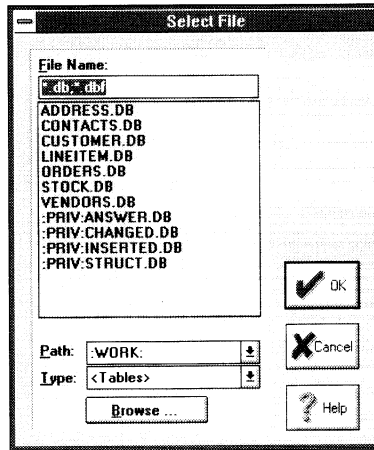 Select File
File Name:
*.db;*.dbf
ADDRESS.DB
CONTACTS.DB
CUSTOMER.DB
LINEITEM.DB
ORDERS.DB
STOCK.DB
VENDORS.DB
:PRIV:ANSWER.DB
:PRIV:CHANGED.DB
:PRIV:INSERTED.DB
:PRIV:STRUCT.DB
OK
Path: :WORK:
Cancel
Type: <Tables>
Browse ...
Help